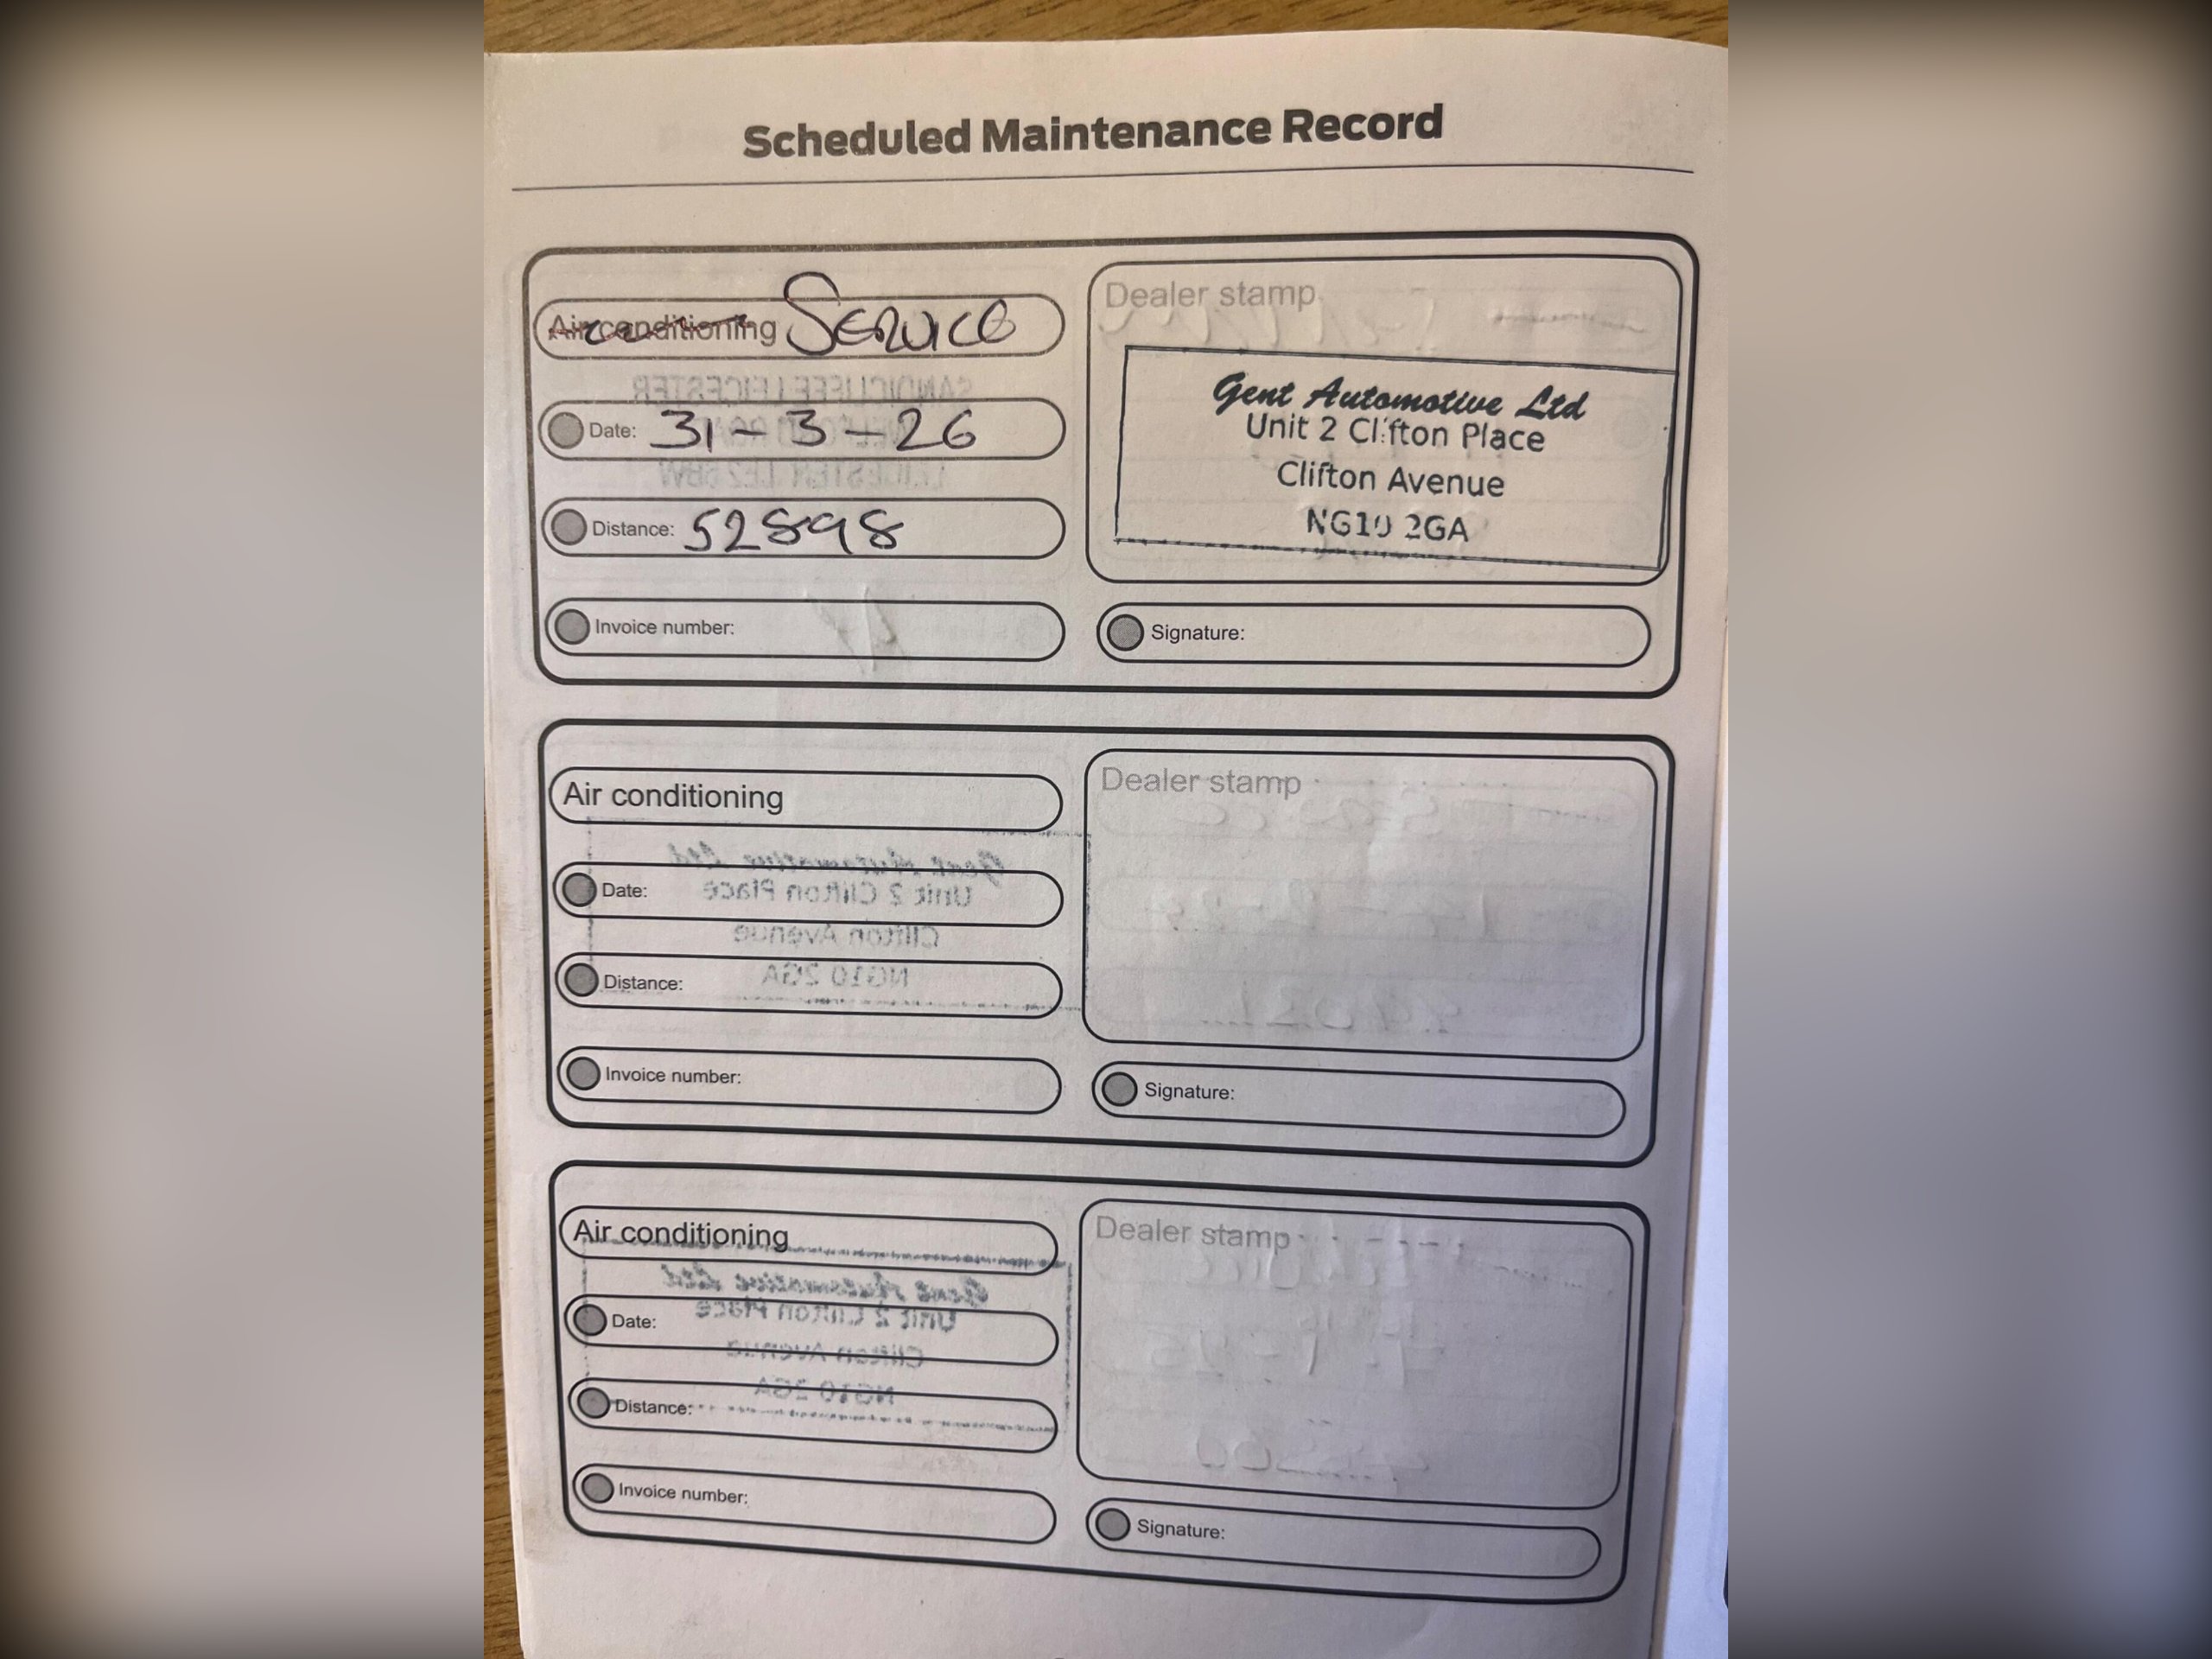 Scheduled Maintenance Record
Air conditioning Service
Date: 31-3-26
Distance: 52898
Invoice number:
Dealer stamp
Gent Automotive Ltd
Unit 2 Clifton Place
Clifton Avenue
NG10 2GA
Signature:
Air conditioning
Date:
Distance:
Invoice number:
Dealer stamp
Signature:
Air conditioning
Date:
Distance:
Invoice number:
Dealer stamp
Signature: